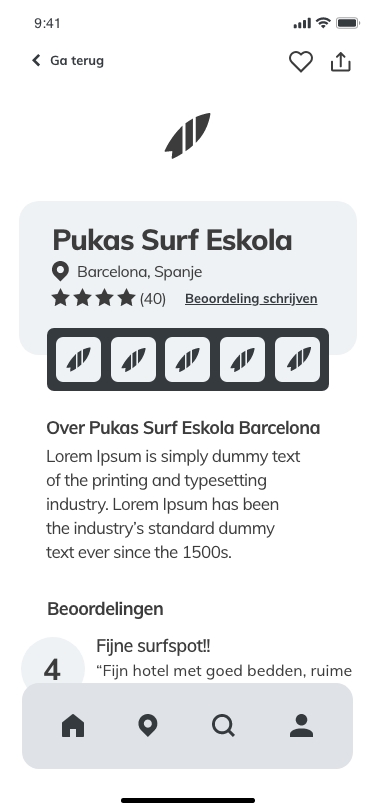 9:41
Ga terug
Pukas Surf Eskola
Barcelona, Spanje
(40) Beoordeling schrijven
Over Pukas Surf Eskola Barcelona
Lorem Ipsum is simply dummy text
of the printing and typesetting
industry. Lorem Ipsum has been
the industry’s standard dummy
text ever since the 1500s.
Beoordelingen
Fijne surfspot!!
4
“Fijn hotel met goed bedden, ruime